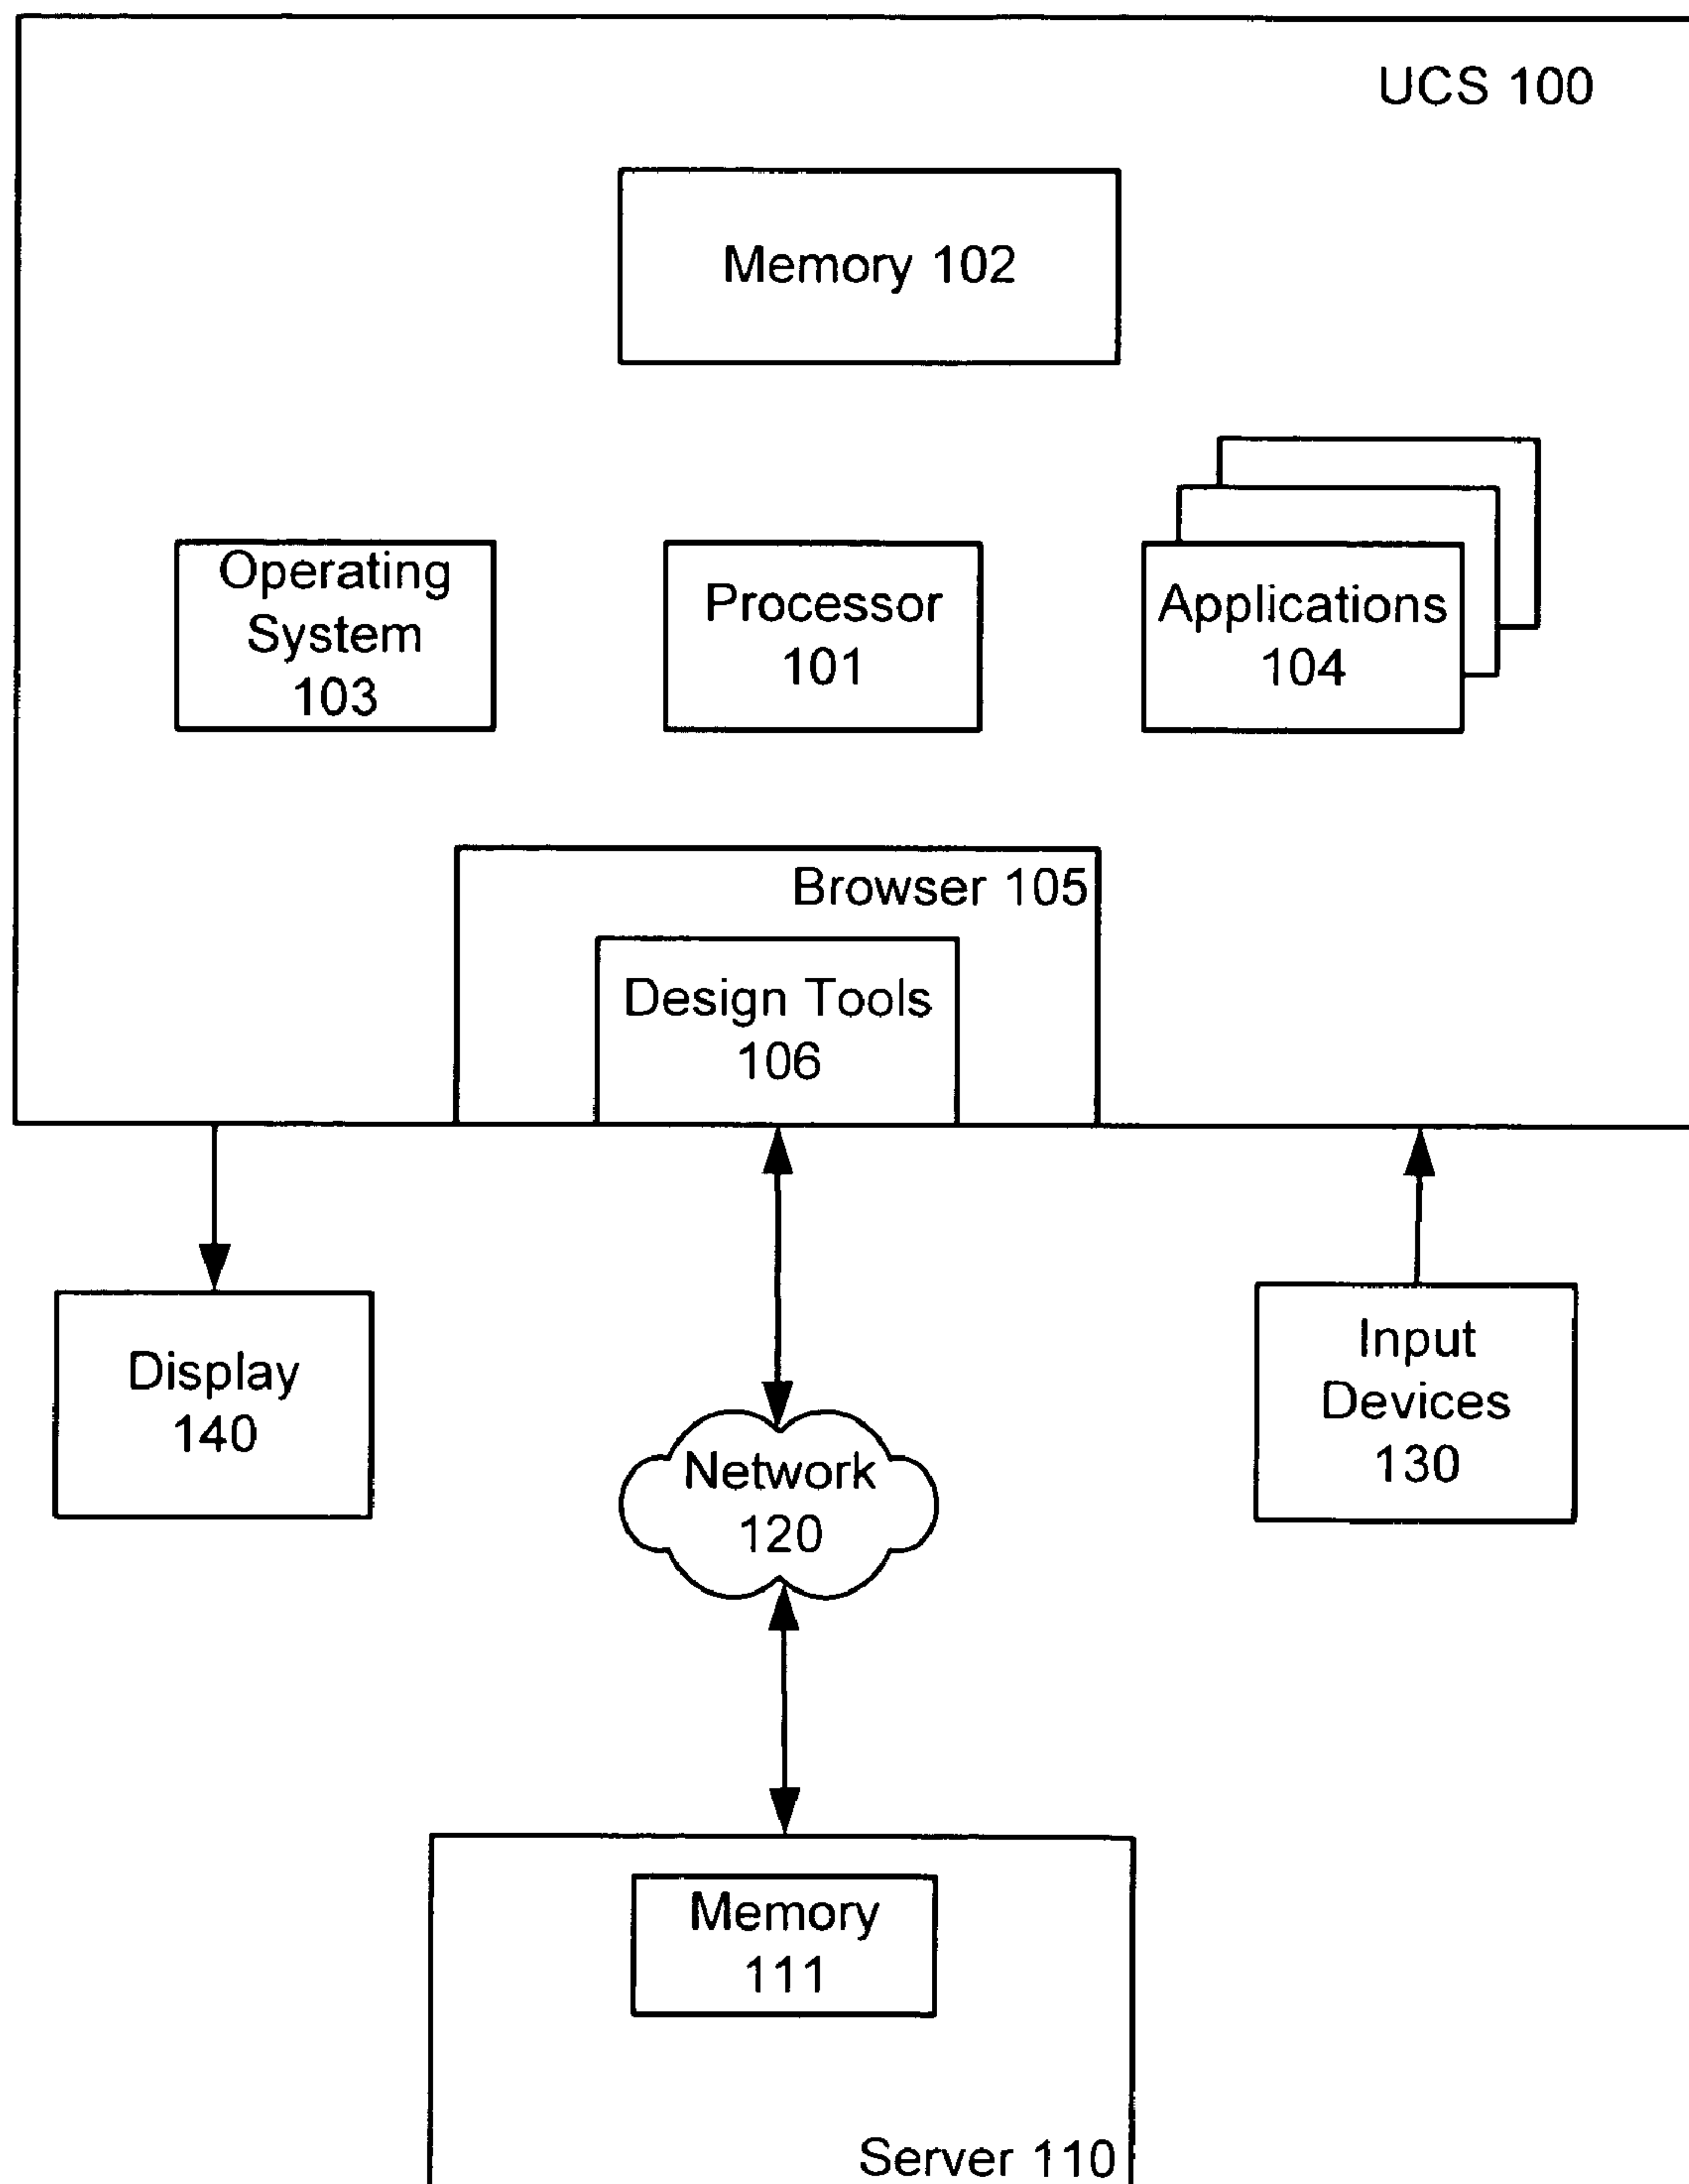 UCS 100
Memory 102
Operating
System
103
Processor
101
Applications
104
Browser 105
Design Tools
106
Display
140
Network
120
Input
Devices
130
Memory
111
Server 110